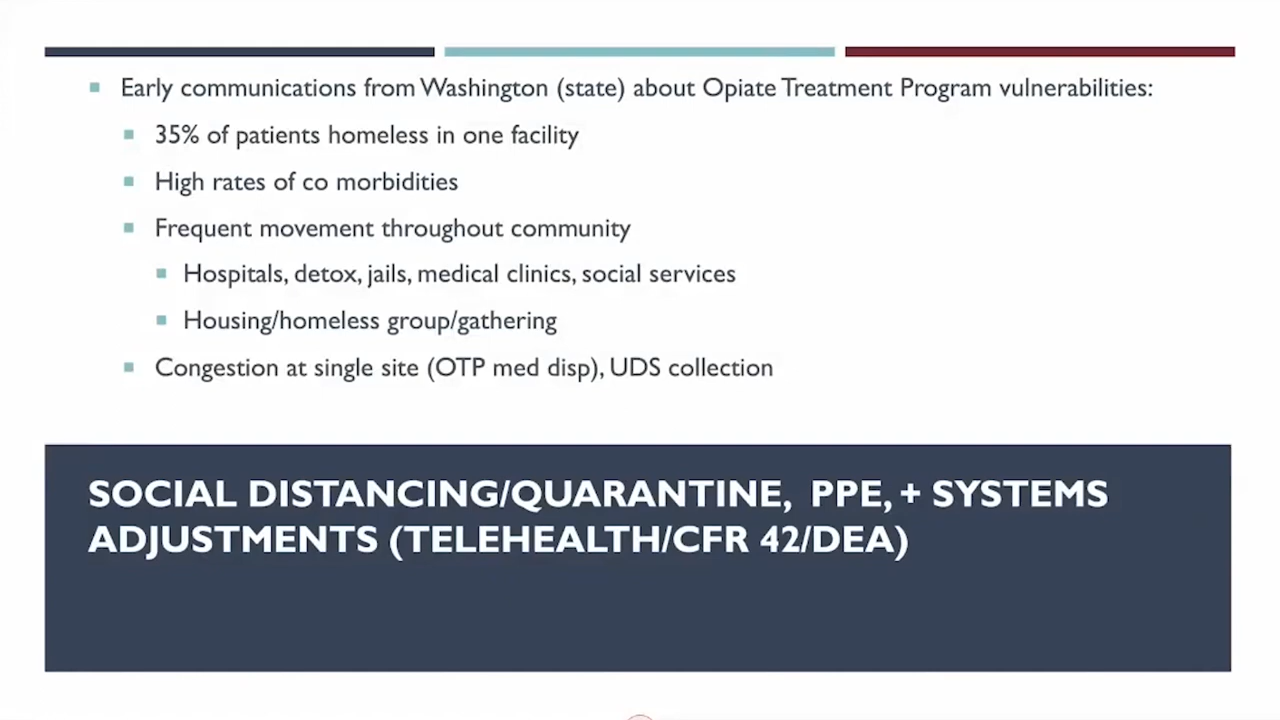 Early communications from Washington (state) about Opiate Treatment Program vulnerabilities:
35% of patients homeless in one facility
High rates of co morbidities
Frequent movement throughout community
Hospitals, detox, jails, medical clinics, social services
Housing/homeless group/gathering
Congestion at single site (OTP med disp), UDS collection
SOCIAL DISTANCING/QUARANTINE, PPE, + SYSTEMS
ADJUSTMENTS (TELEHEALTH/CFR 42/DEA)